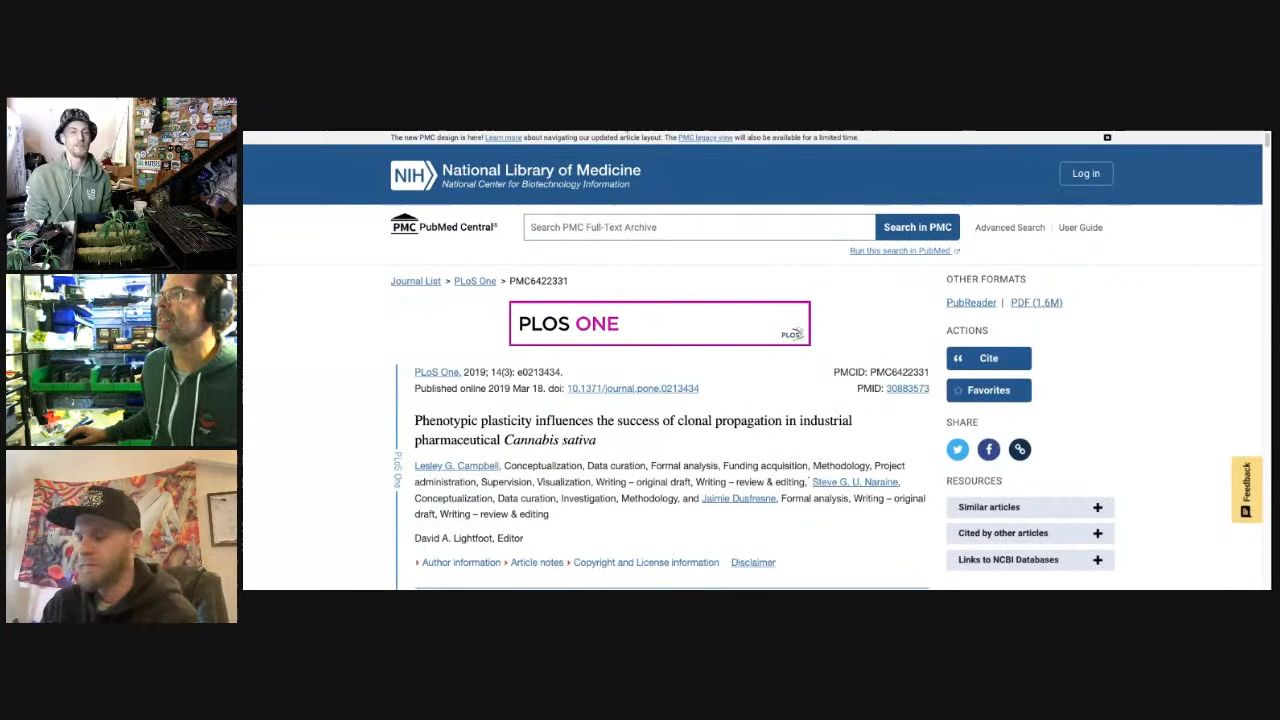 The new PMC design is here! Learn more about navigating our updated article layout. The PMC legacy view will also be available for a limited time.
NIH National Library of Medicine
National Center for Biotechnology Information
Log in
PMC PubMed Central®
Search PMC Full-Text Archive
Search in PMC
Advanced Search | User Guide
Run this search in PubMed
Journal List > PLoS One > PMC6422331
PLOS ONE
PLOS
PLoS One. 2019; 14(3): e0213434.
PMCID: PMC6422331
Published online 2019 Mar 18. doi: 10.1371/journal.pone.0213434
PMID: 30883573
Phenotypic plasticity influences the success of clonal propagation in industrial
pharmaceutical Cannabis sativa
Lesley G. Campbell, Conceptualization, Data curation, Formal analysis, Funding acquisition, Methodology, Project
administration, Supervision, Visualization, Writing – original draft, Writing – review & editing,* Steve G. U. Naraine,
Conceptualization, Data curation, Investigation, Methodology, and Jaimie Dusfresne, Formal analysis, Writing – original
draft, Writing – review & editing
David A. Lightfoot, Editor
Author information Article notes Copyright and License information Disclaimer
PLoS One
OTHER FORMATS
PubReader | PDF (1.6M)
ACTIONS
Cite
Favorites
SHARE
RESOURCES
Similar articles
Cited by other articles
Links to NCBI Databases
Feedback